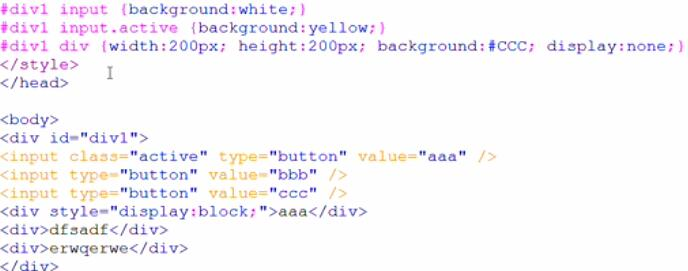 #div1 input {background:white;}
#div1 input.active {background:yellow;}
#div1 div {width:200px; height:200px; background:#CCC; display:none;}
</style>
</head>
<body>
<div id="div1">
<input class="active" type="button" value="aaa" />
<input type="button" value="bbb" />
<input type="button" value="ccc" />
<div style="display:block;">aaa</div>
<div>dfsadf</div>
<div>erwqerwe</div>
</div>